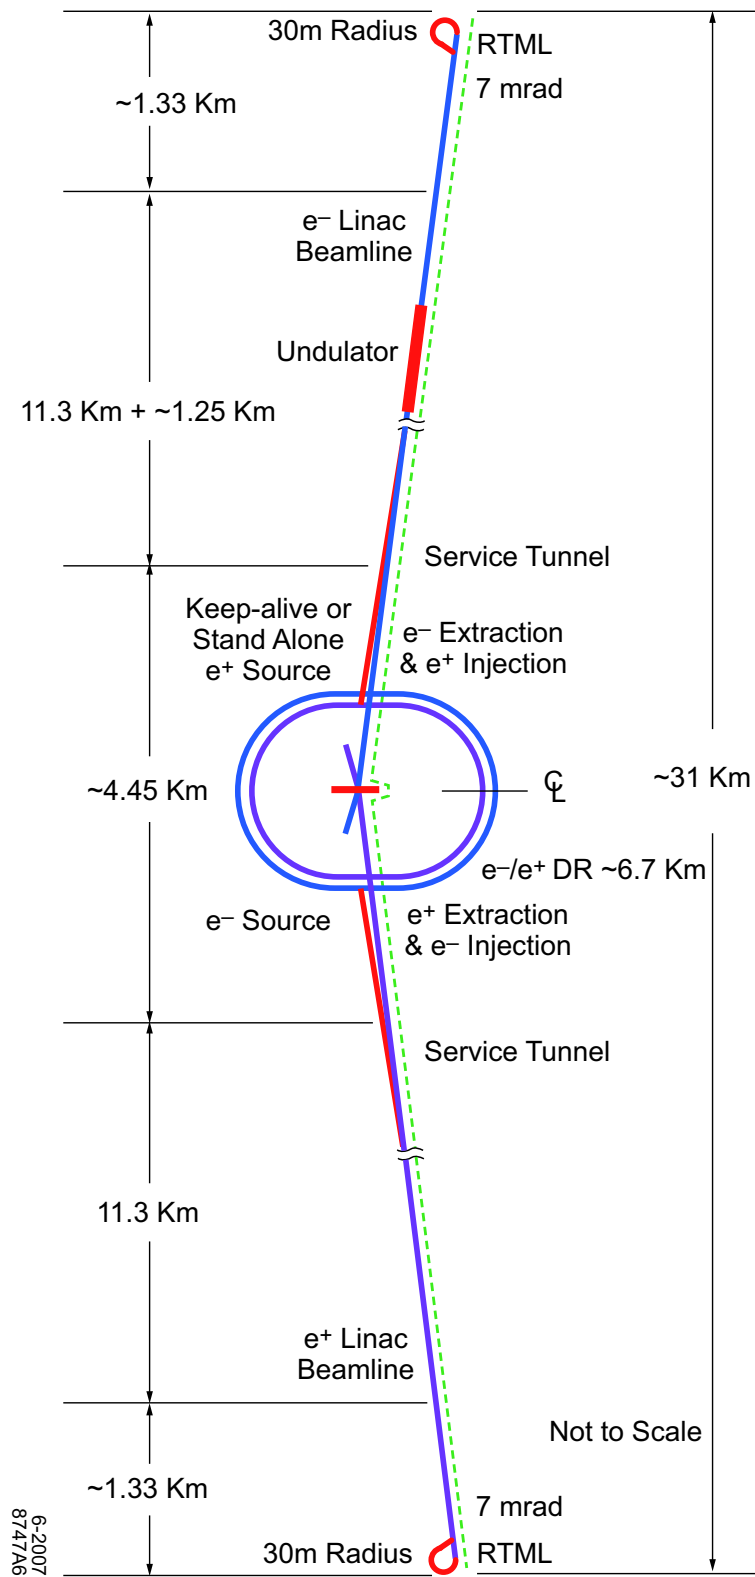 30m Radius
RTML
7 mrad
~1.33 Km
e– Linac
Beamline
Undulator
11.3 Km + ~1.25 Km
Service Tunnel
Keep-alive or
Stand Alone
e+ Source
e– Extraction
& e+ Injection
~4.45 Km
℄
~31 Km
e–/e+ DR ~6.7 Km
e– Source
e+ Extraction
& e– Injection
Service Tunnel
11.3 Km
e+ Linac
Beamline
Not to Scale
~1.33 Km
7 mrad
30m Radius
RTML
6-2007
8747A6